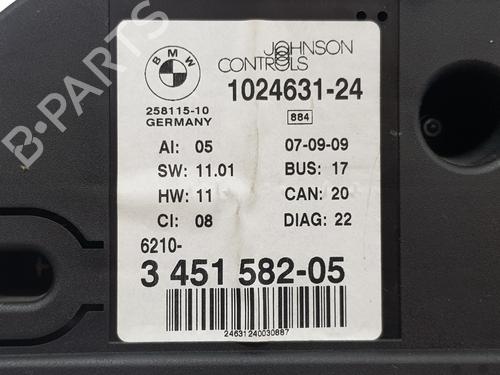 BMW
JOHNSON
CONTROLS
1024631-24
258115-10
GERMANY
884
AI: 05
07-09-09
SW: 11.01
BUS: 17
HW: 11
CAN: 20
CI: 08
DIAG: 22
6210-
3 451 582-05
24631240030887
B-Parts